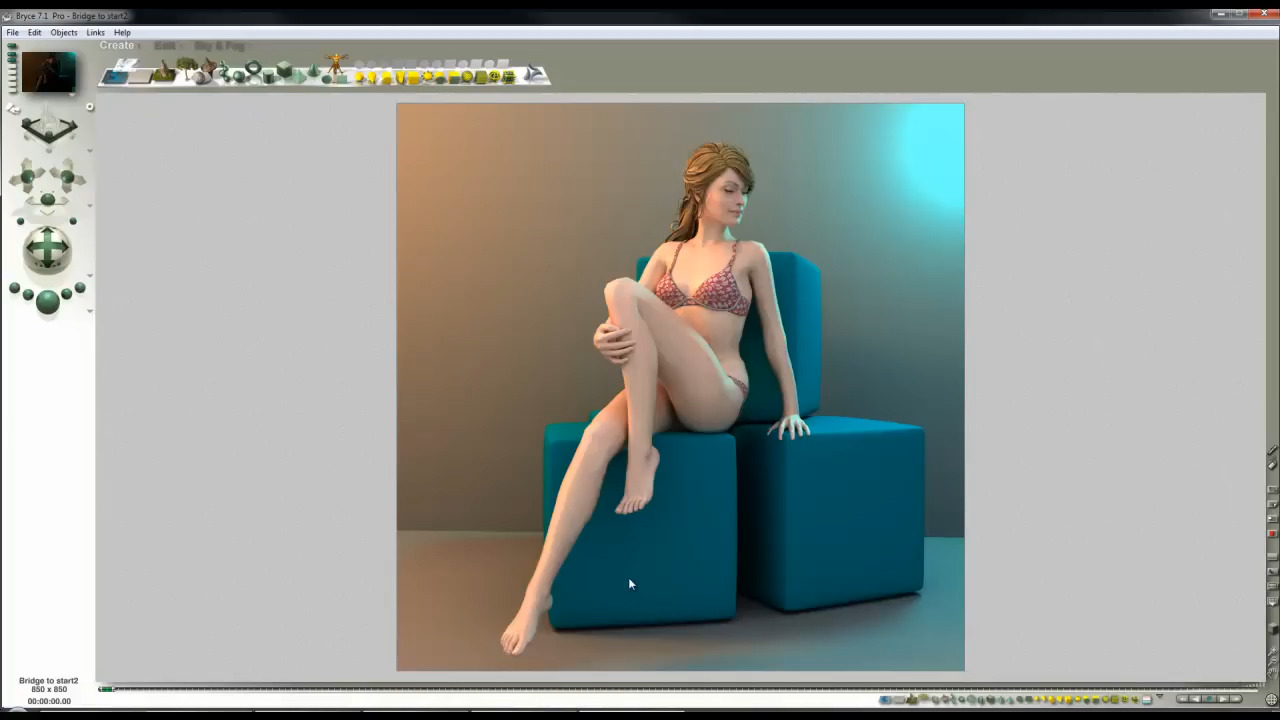 Bryce 7.1 Pro - Bridge to start2
File Edit Objects Links Help
Create Edit Sky & Fog
Bridge to start2
850 x 850
00:00:00.00